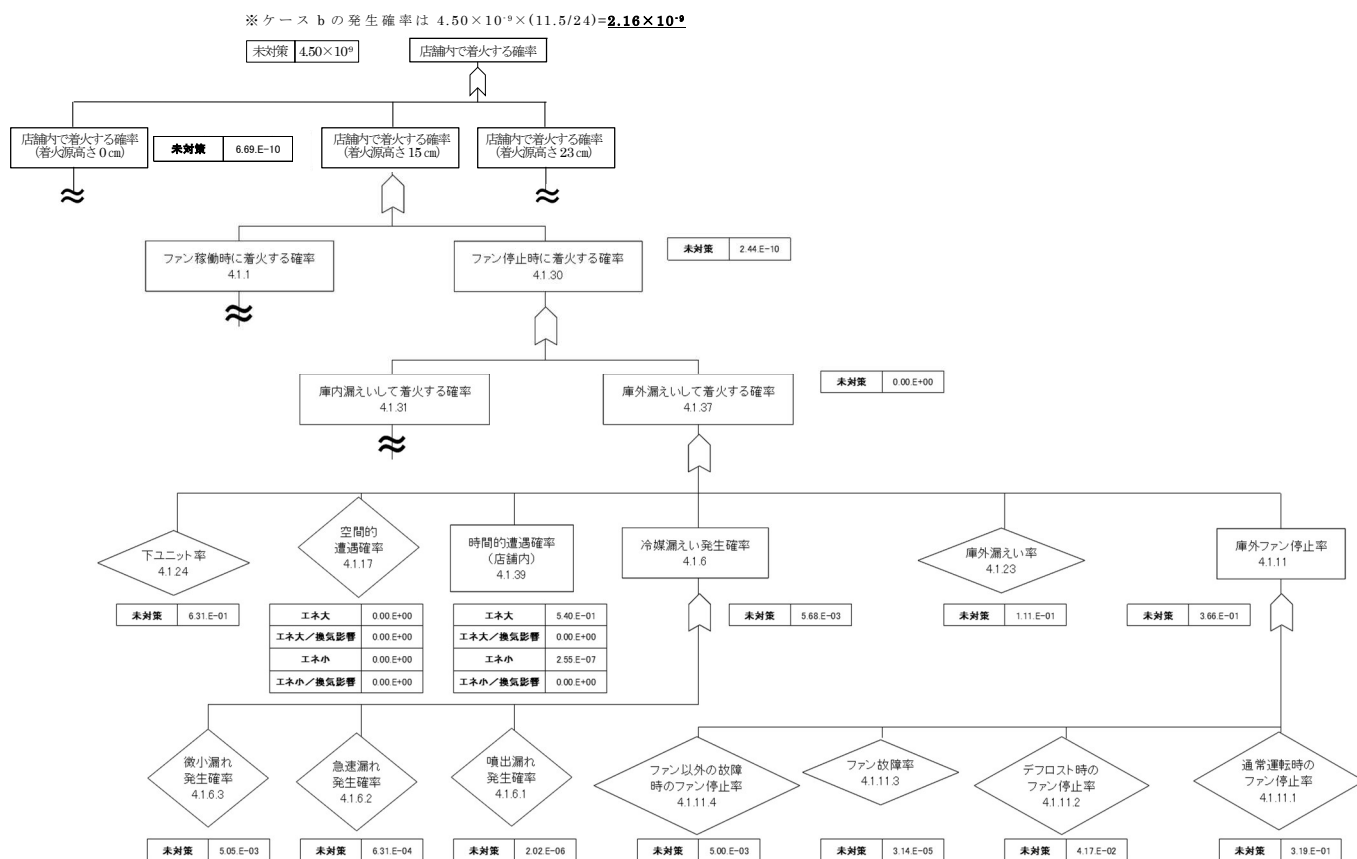 ※ケース b の発生確率は 4.50×10⁻⁹×(11.5/24)=2.16×10⁻⁹
未対策 4.50×10⁹
店舗内で着火する確率
店舗内で着火する確率
(着火源高さ0㎝)
未対策 6.69.E-10
店舗内で着火する確率
(着火源高さ15㎝)
店舗内で着火する確率
(着火源高さ23㎝)
ファン稼働時に着火する確率
4.1.1
ファン停止時に着火する確率
4.1.30
未対策 2.44.E-10
庫内漏えいして着火する確率
4.1.31
庫外漏えいして着火する確率
4.1.37
未対策 0.00.E+00
下ユニット率
4.1.24
空間的
遭遇確率
4.1.17
時間的遭遇確率
(店舗内)
4.1.39
冷媒漏えい発生確率
4.1.6
庫外漏えい率
4.1.23
庫外ファン停止率
4.1.11
未対策 6.31.E-01
エネ大 0.00.E+00
エネ大/換気影響 0.00.E+00
エネ小 0.00.E+00
エネ小/換気影響 0.00.E+00
エネ大 5.40.E-01
エネ大/換気影響 0.00.E+00
エネ小 2.55.E-07
エネ小/換気影響 0.00.E+00
未対策 5.68.E-03
未対策 1.11.E-01
未対策 3.66.E-01
微小漏れ
発生確率
4.1.6.3
急速漏れ
発生確率
4.1.6.2
噴出漏れ
発生確率
4.1.6.1
ファン以外の故障
時のファン停止率
4.1.11.4
ファン故障率
4.1.11.3
デフロスト時の
ファン停止率
4.1.11.2
通常運転時の
ファン停止率
4.1.11.1
未対策 5.05.E-03
未対策 6.31.E-04
未対策 2.02.E-06
未対策 5.00.E-03
未対策 3.14.E-05
未対策 4.17.E-02
未対策 3.19.E-01